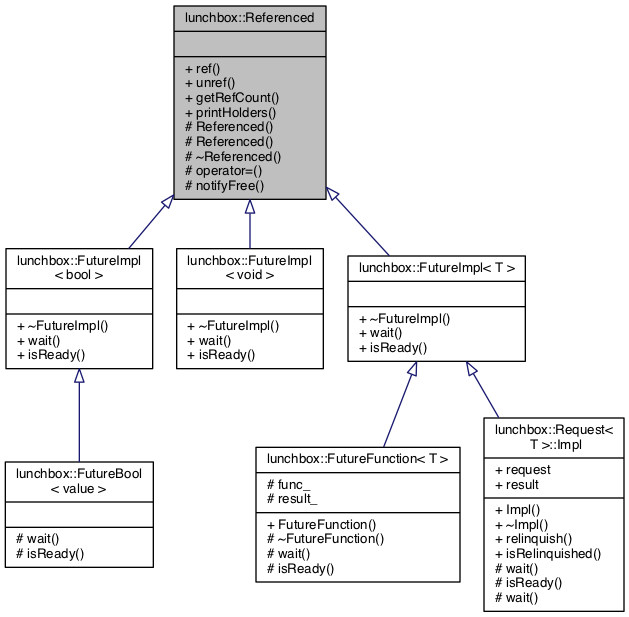 lunchbox::Referenced
+ ref()
+ unref()
+ getRefCount()
+ printHolders()
# Referenced()
# Referenced()
# ~Referenced()
# operator=()
# notifyFree()
lunchbox::FutureImpl
< bool >
+ ~FutureImpl()
+ wait()
+ isReady()
lunchbox::FutureImpl
< void >
+ ~FutureImpl()
+ wait()
+ isReady()
lunchbox::FutureImpl< T >
+ ~FutureImpl()
+ wait()
+ isReady()
lunchbox::FutureBool
< value >
# wait()
# isReady()
lunchbox::FutureFunction< T >
# func_
# result_
+ FutureFunction()
# ~FutureFunction()
# wait()
# isReady()
lunchbox::Request<
T >::Impl
+ request
+ result
+ Impl()
+ ~Impl()
+ relinquish()
+ isRelinquished()
# wait()
# isReady()
# wait()